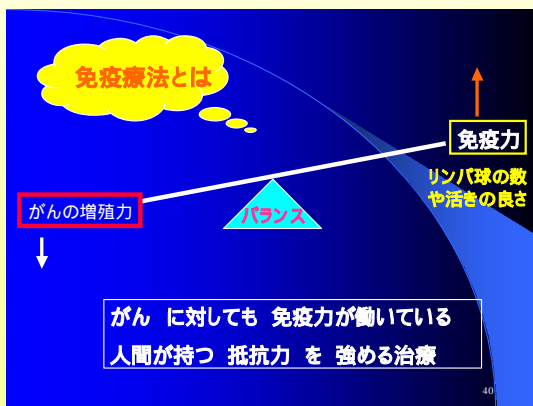 免疫療法とは
免疫力
リンパ球の数
や活きの良さ
がんの増殖力
バランス
がん に対しても 免疫力が働いている
人間が持つ 抵抗力 を 強める治療
40